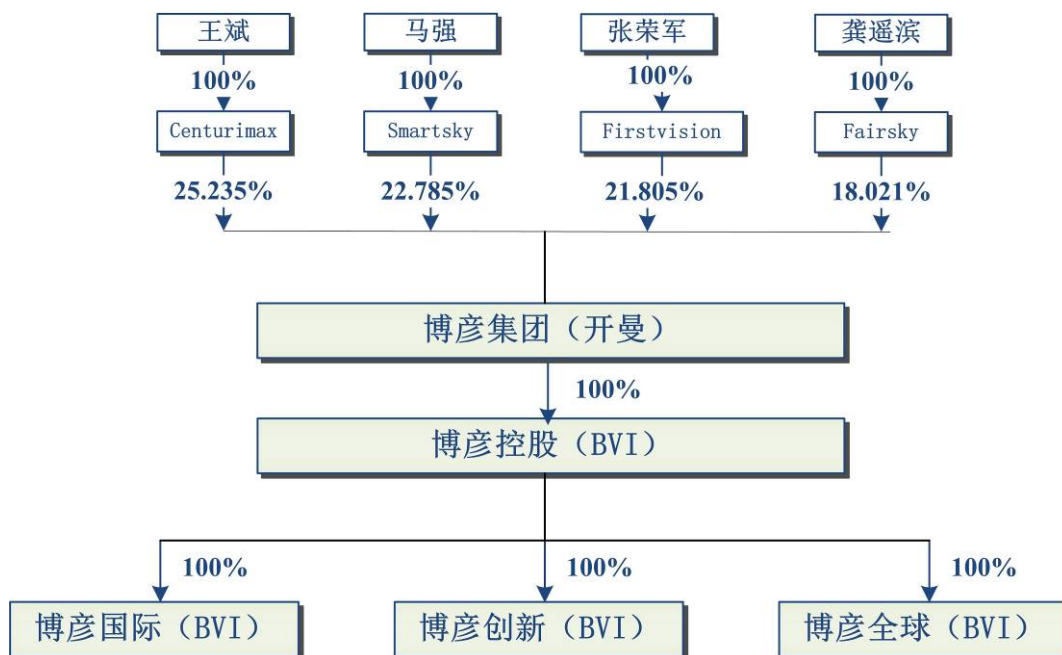 王斌 马强 张荣军 龚遥滨
100% 100% 100% 100%
Centurimax Smartsky Firstvision Fairsky
25.235% 22.785% 21.805% 18.021%
博彦集团（开曼）
100%
博彦控股（BVI）
100% 100% 100%
博彦国际（BVI） 博彦创新（BVI） 博彦全球（BVI）